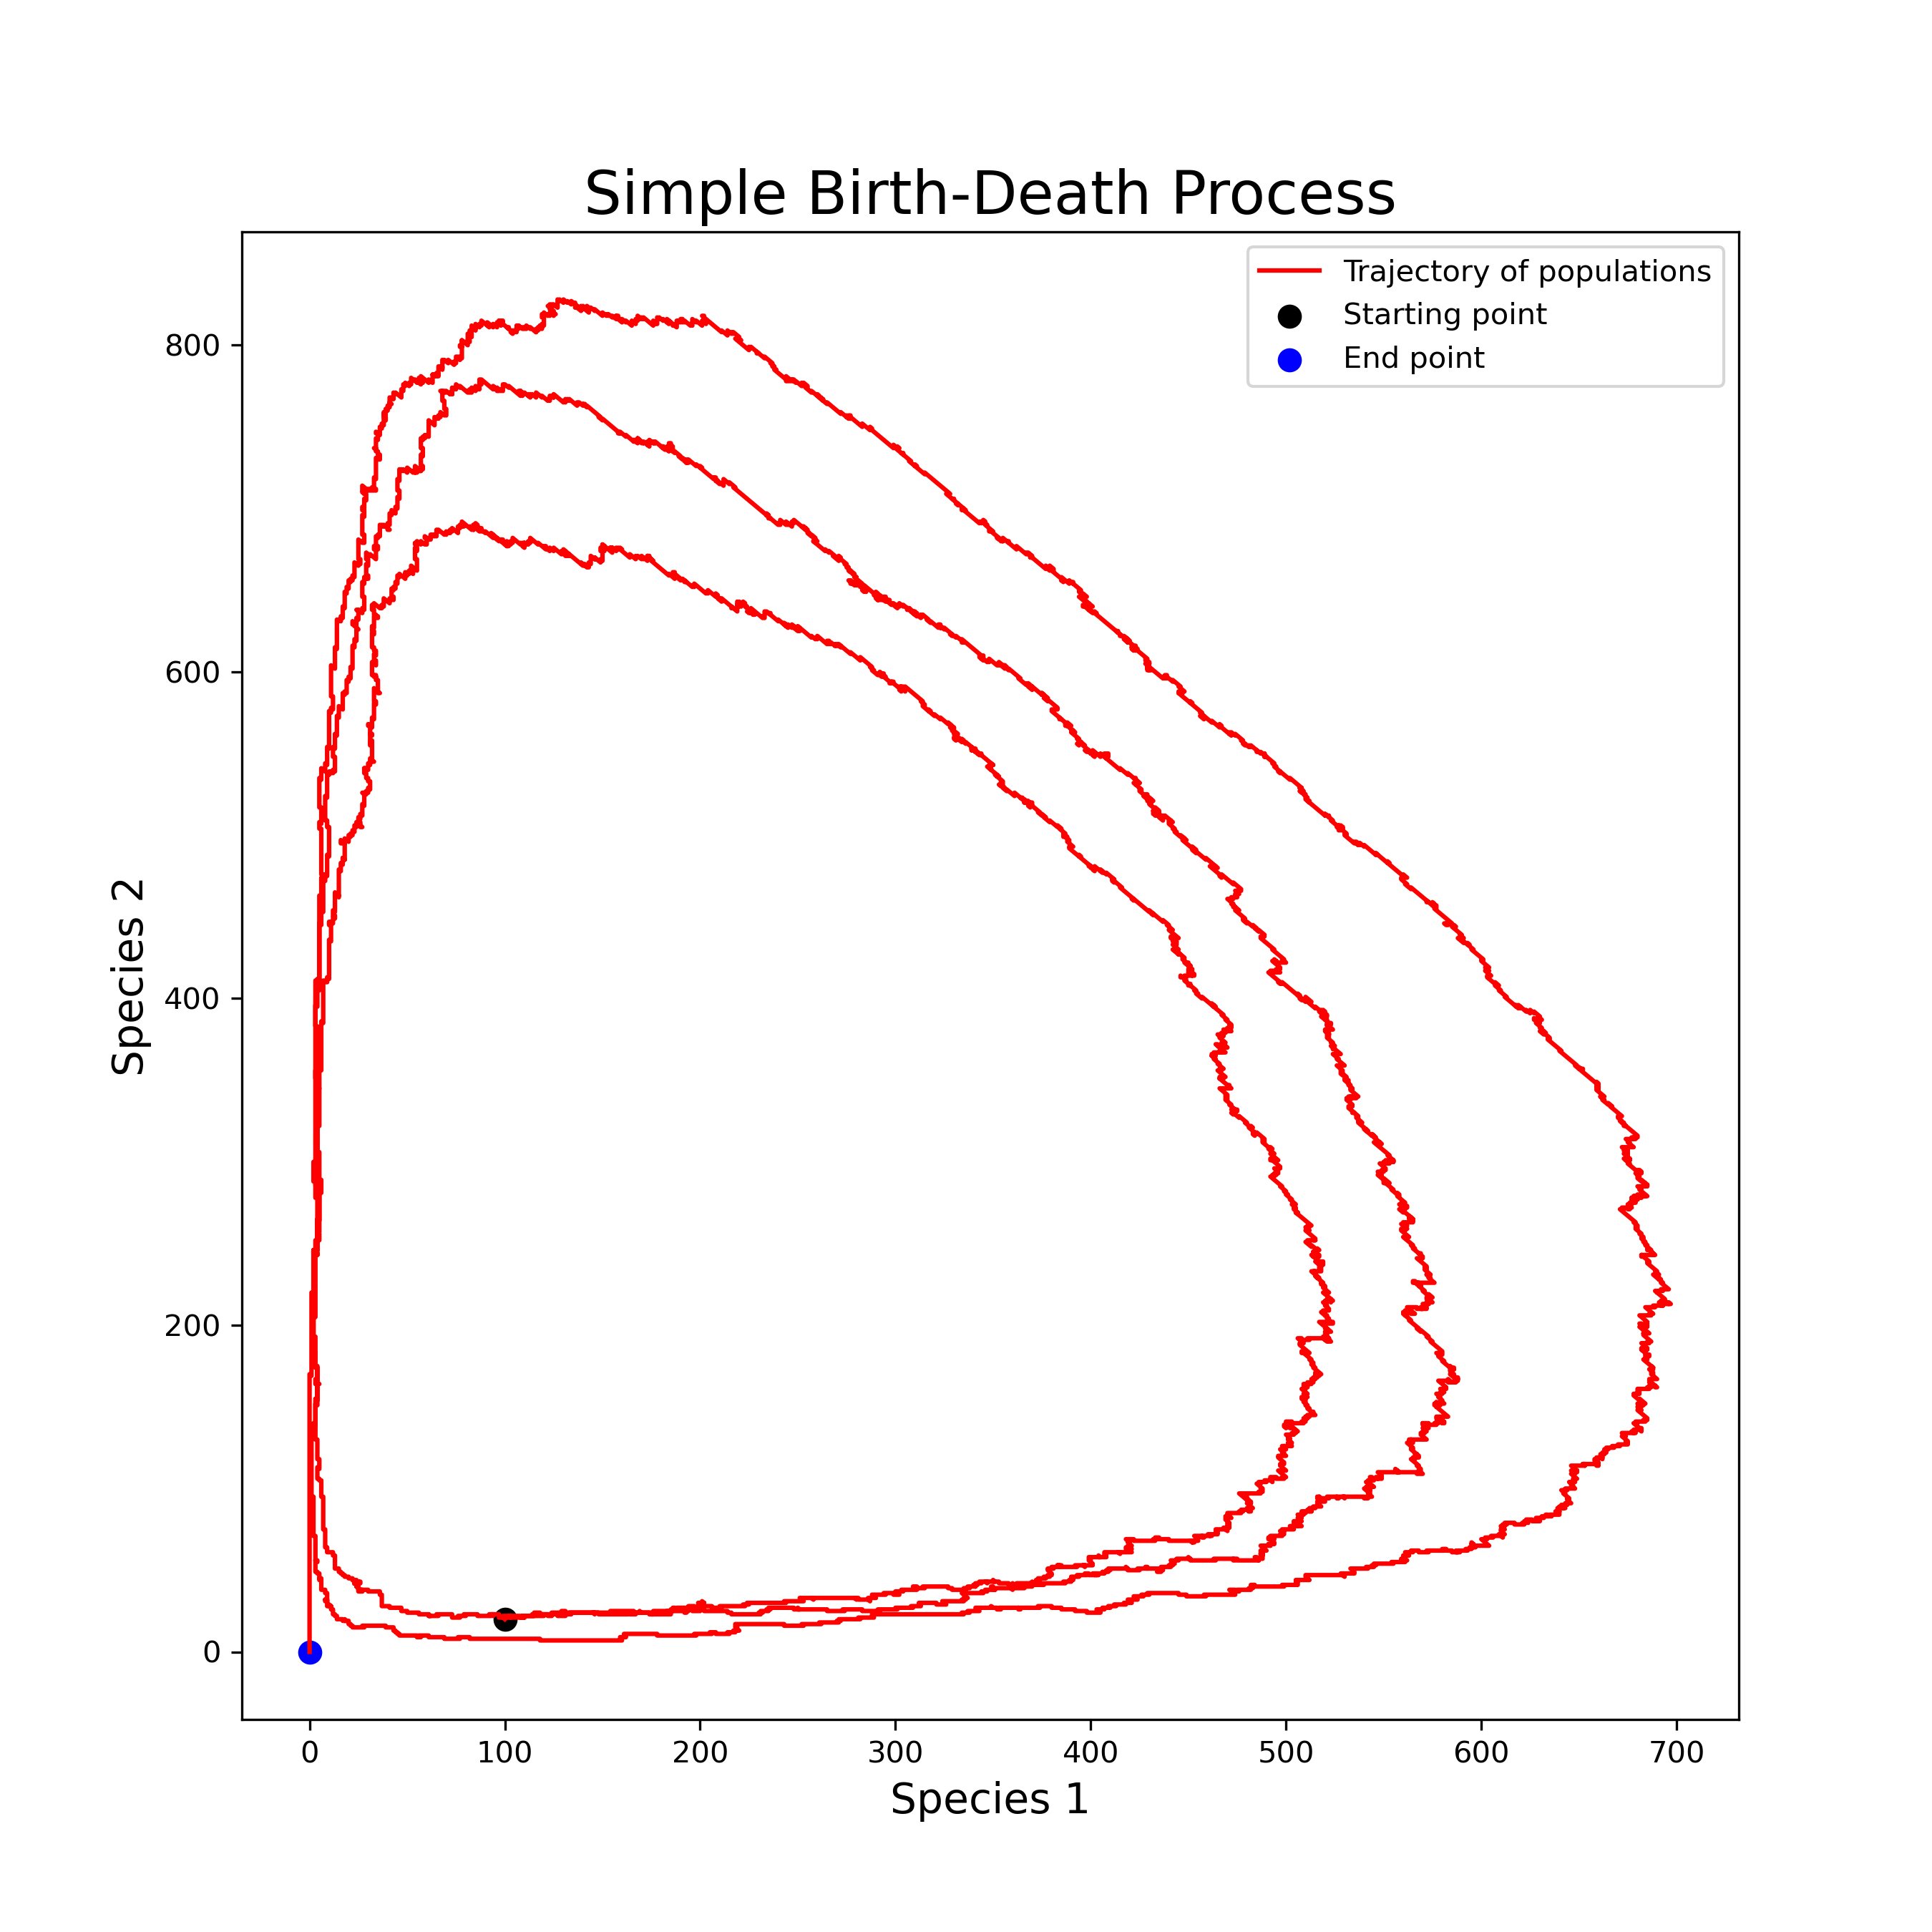 Simple Birth-Death Process
Trajectory of populations
Starting point
End point
800
600
400
200
0
Species 2
0 100 200 300 400 500 600 700
Species 1